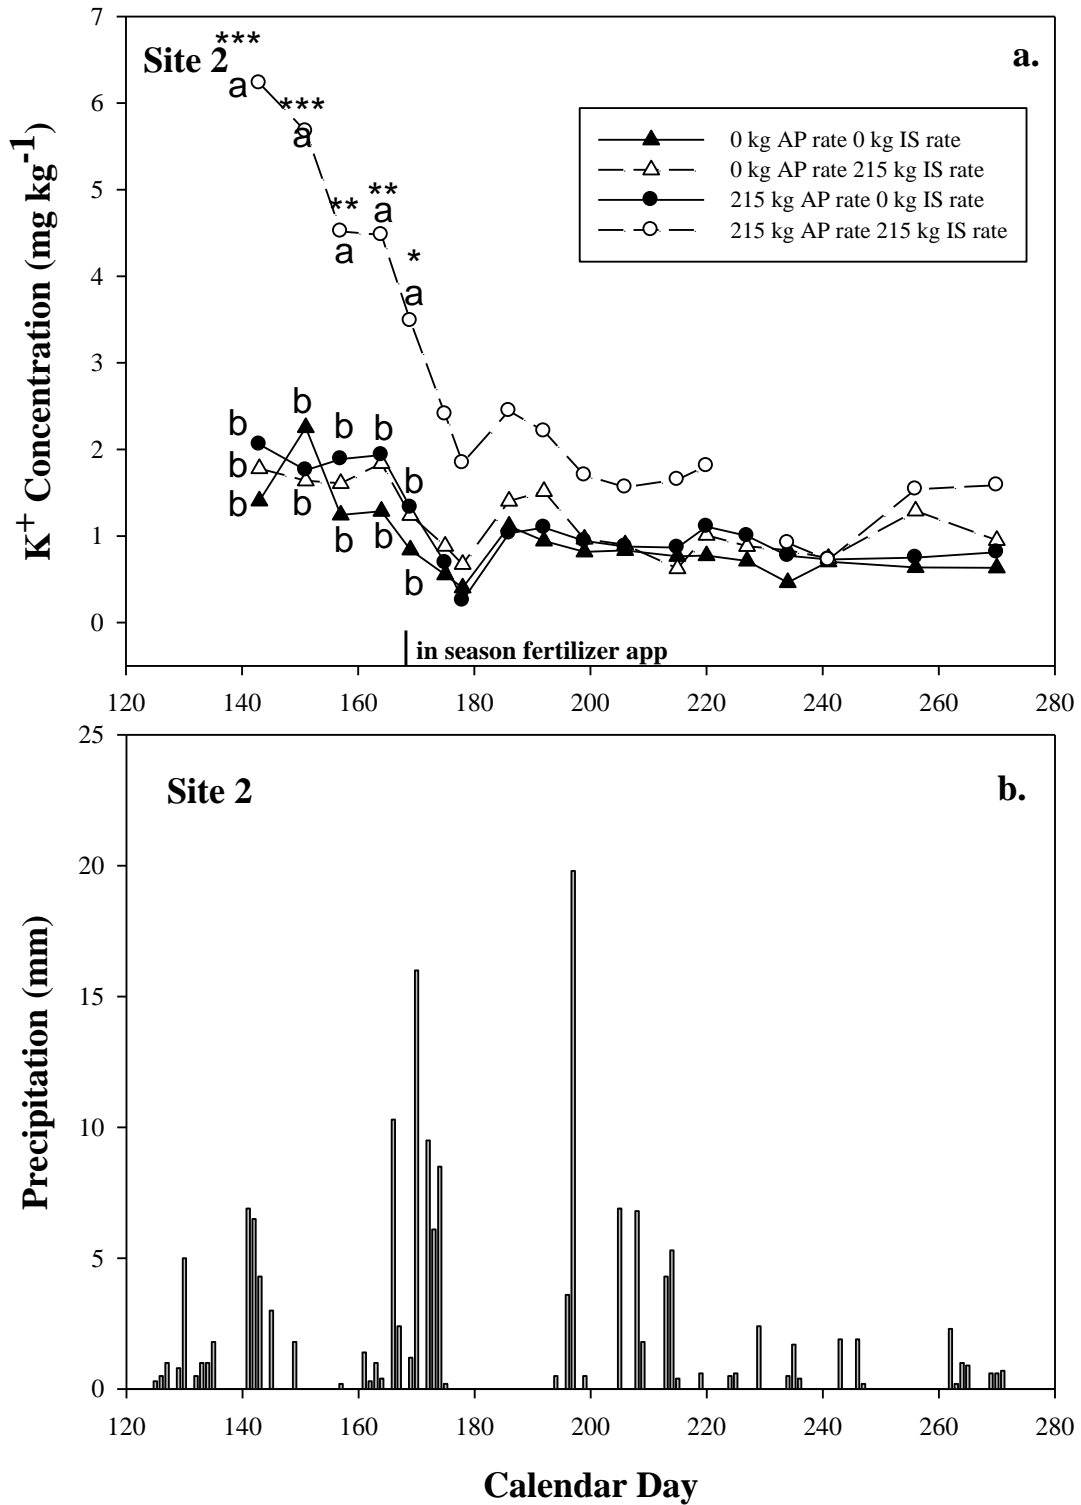 7
6
5
4
3
2
1
0
K+ Concentration (mg kg-1)
Site 2
a.
***
a
***
a
**
a
**
a
*
a
0 kg AP rate 0 kg IS rate
0 kg AP rate 215 kg IS rate
215 kg AP rate 0 kg IS rate
215 kg AP rate 215 kg IS rate
b
b
b
b
b
b
b
b
b
b
b
b
in season fertilizer app
120 140 160 180 200 220 240 260 280
25
20
15
10
5
0
Precipitation (mm)
Site 2
b.
120 140 160 180 200 220 240 260 280
Calendar Day